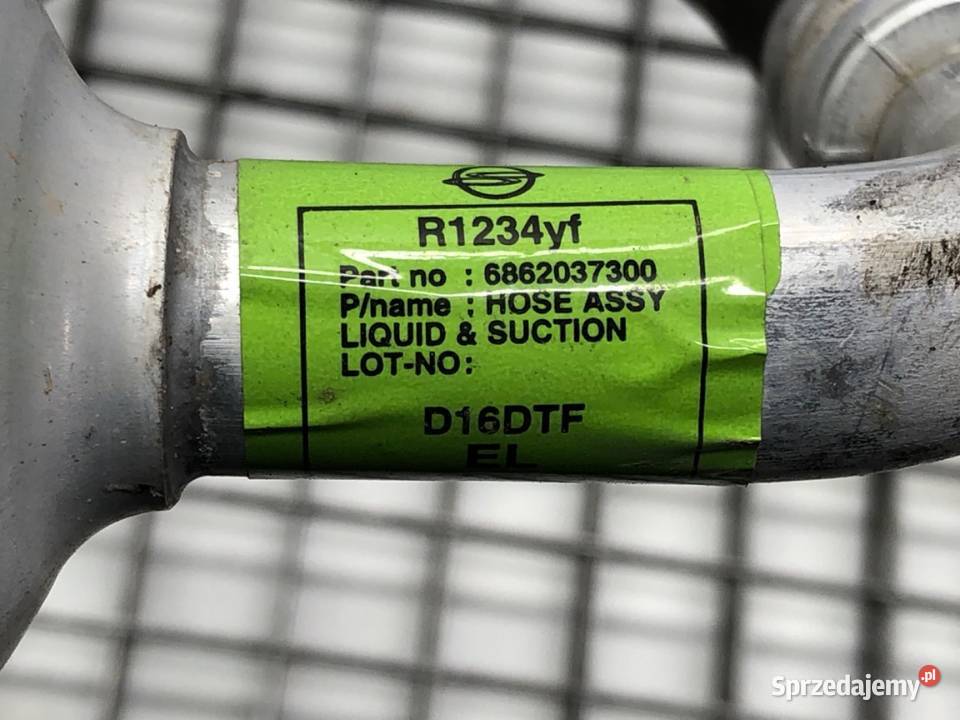 R1234yf
Part no : 6862037300
P/name : HOSE ASSY
LIQUID & SUCTION
LOT-NO:
D16DTF
EL
Sprzedajemy.pl